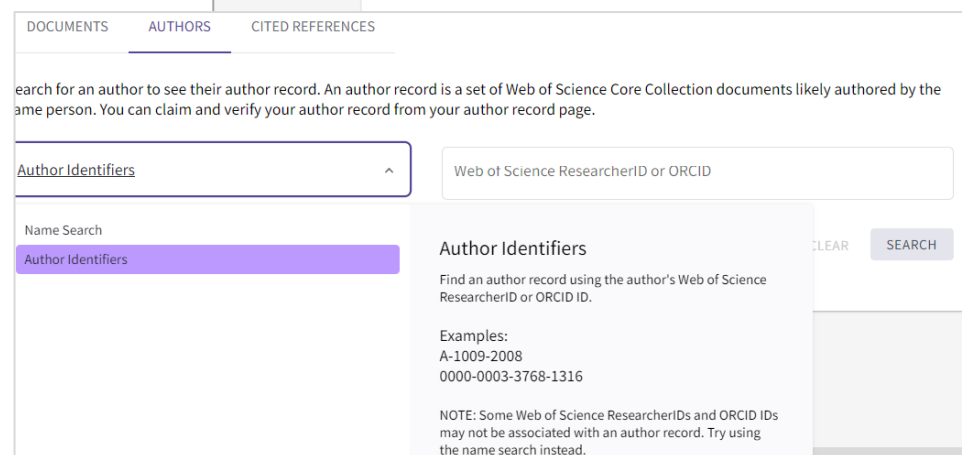 DOCUMENTS AUTHORS CITED REFERENCES
earch for an author to see their author record. An author record is a set of Web of Science Core Collection documents likely authored by the
ame person. You can claim and verify your author record from your author record page.
Author Identifiers
Web of Science ResearcherID or ORCID
Name Search
Author Identifiers
CLEAR SEARCH
Author Identifiers
Find an author record using the author's Web of Science
ResearcherID or ORCID ID.
Examples:
A-1009-2008
0000-0003-3768-1316
NOTE: Some Web of Science ResearcherIDs and ORCID IDs
may not be associated with an author record. Try using
the name search instead.